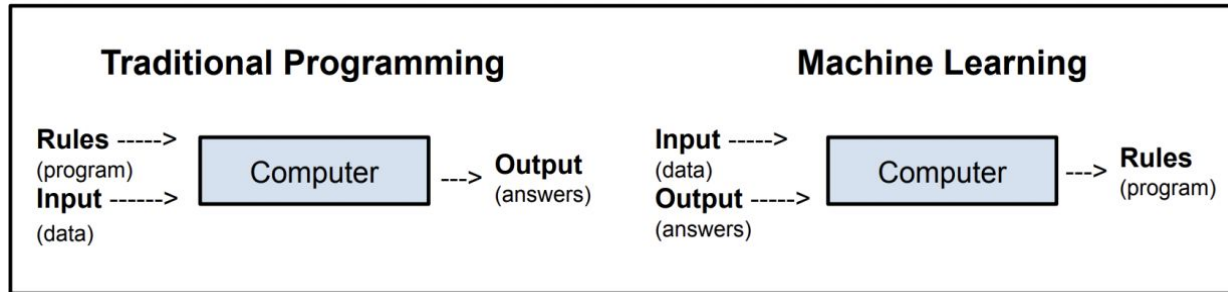 Traditional Programming
Rules ----->
(program)
Input ------>
(data)
Computer
---> Output
(answers)
Machine Learning
Input ----->
(data)
Output ----->
(answers)
Computer
---> Rules
(program)